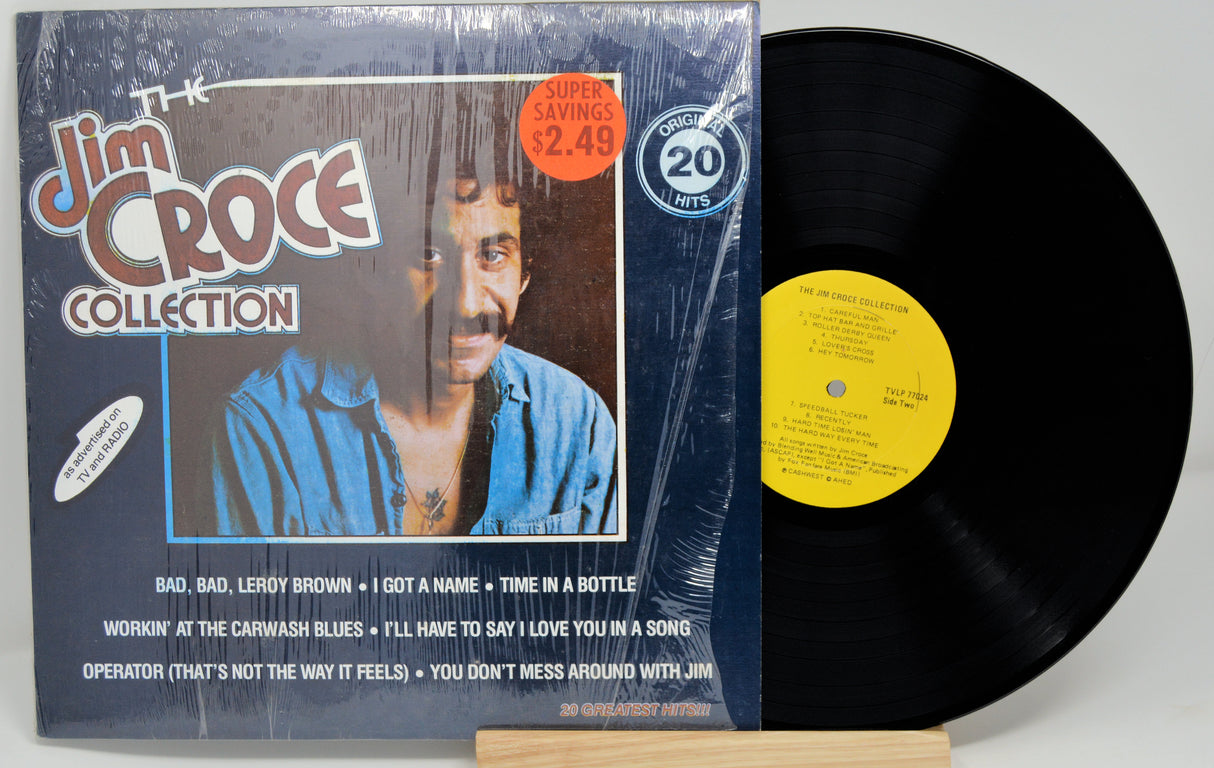 THE
Jim
CROCE
COLLECTION
SUPER
SAVINGS
$2.49
ORIGINAL
20
HITS
as advertised on
TV and RADIO
BAD, BAD, LEROY BROWN • I GOT A NAME • TIME IN A BOTTLE
WORKIN' AT THE CARWASH BLUES • I'LL HAVE TO SAY I LOVE YOU IN A SONG
OPERATOR (THAT'S NOT THE WAY IT FEELS) • YOU DON'T MESS AROUND WITH JIM
20 GREATEST HITS!!!
THE JIM CROCE COLLECTION
1. CAREFUL MAN
2. TOP HAT BAR AND GRILLE
3. ROLLER DERBY QUEEN
4. THURSDAY
5. LOVER'S CROSS
6. HEY TOMORROW
TVLP 77024
Side Two
7. SPEEDBALL TUCKER
8. RECENTLY
9. HARD TIME LOSIN' MAN
10. THE HARD WAY EVERY TIME
All songs written by Jim Croce
ed by Blending Well Music & American Broadcasting
(ASCAP), except "I Got A Name", Published
by Fox Fanfare Music (BMI)
℗ CASHWEST © AHED